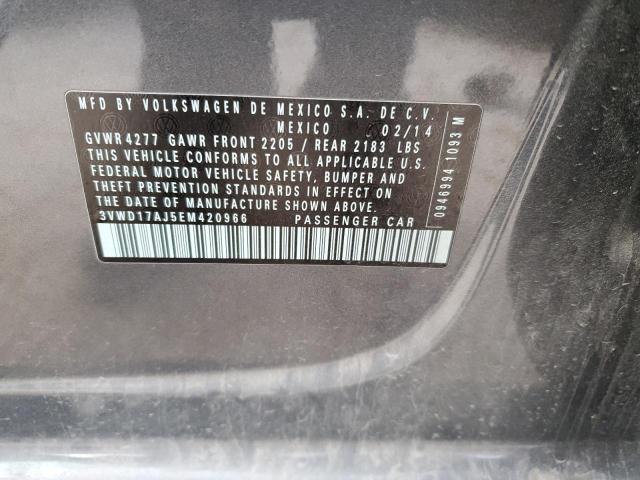 MFD BY VOLKSWAGEN DE MEXICO S.A. DE C.V.
MEXICO 02/14
GVWR 4277 GAWR FRONT 2205 / REAR 2183 LBS
THIS VEHICLE CONFORMS TO ALL APPLICABLE U.S.
FEDERAL MOTOR VEHICLE SAFETY, BUMPER AND
THEFT PREVENTION STANDARDS IN EFFECT ON
THE DATE OF MANUFACTURE SHOWN ABOVE.
3VWD17AJ5EM420966 PASSENGER CAR
0946994 1093 M